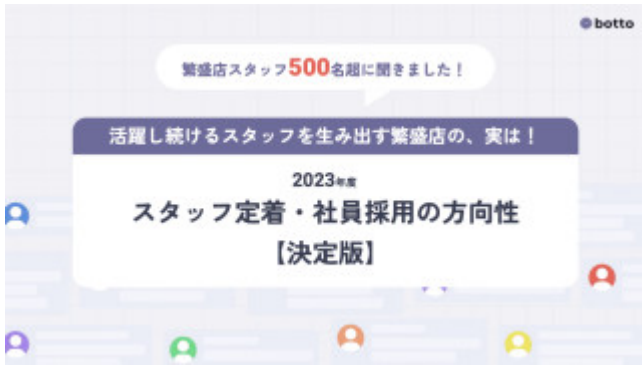 botto
繁盛店スタッフ500名超に聞きました！
活躍し続けるスタッフを生み出す繁盛店の、実は！
2023年度
スタッフ定着・社員採用の方向性
【決定版】